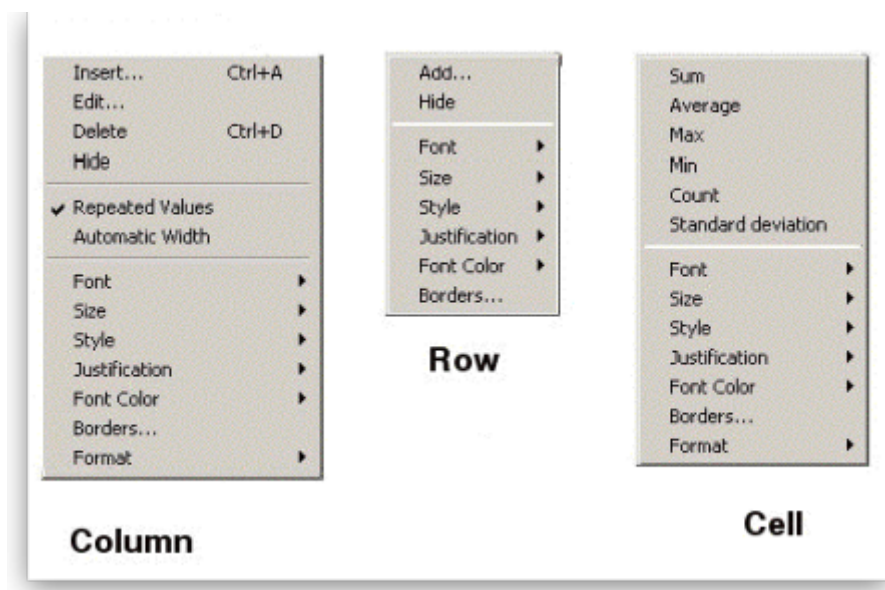 Insert... Ctrl+A
Edit...
Delete Ctrl+D
Hide
Repeated Values
Automatic Width
Font
Size
Style
Justification
Font Color
Borders...
Format
Column
Add...
Hide
Font
Size
Style
Justification
Font Color
Borders...
Row
Sum
Average
Max
Min
Count
Standard deviation
Font
Size
Style
Justification
Font Color
Borders...
Format
Cell